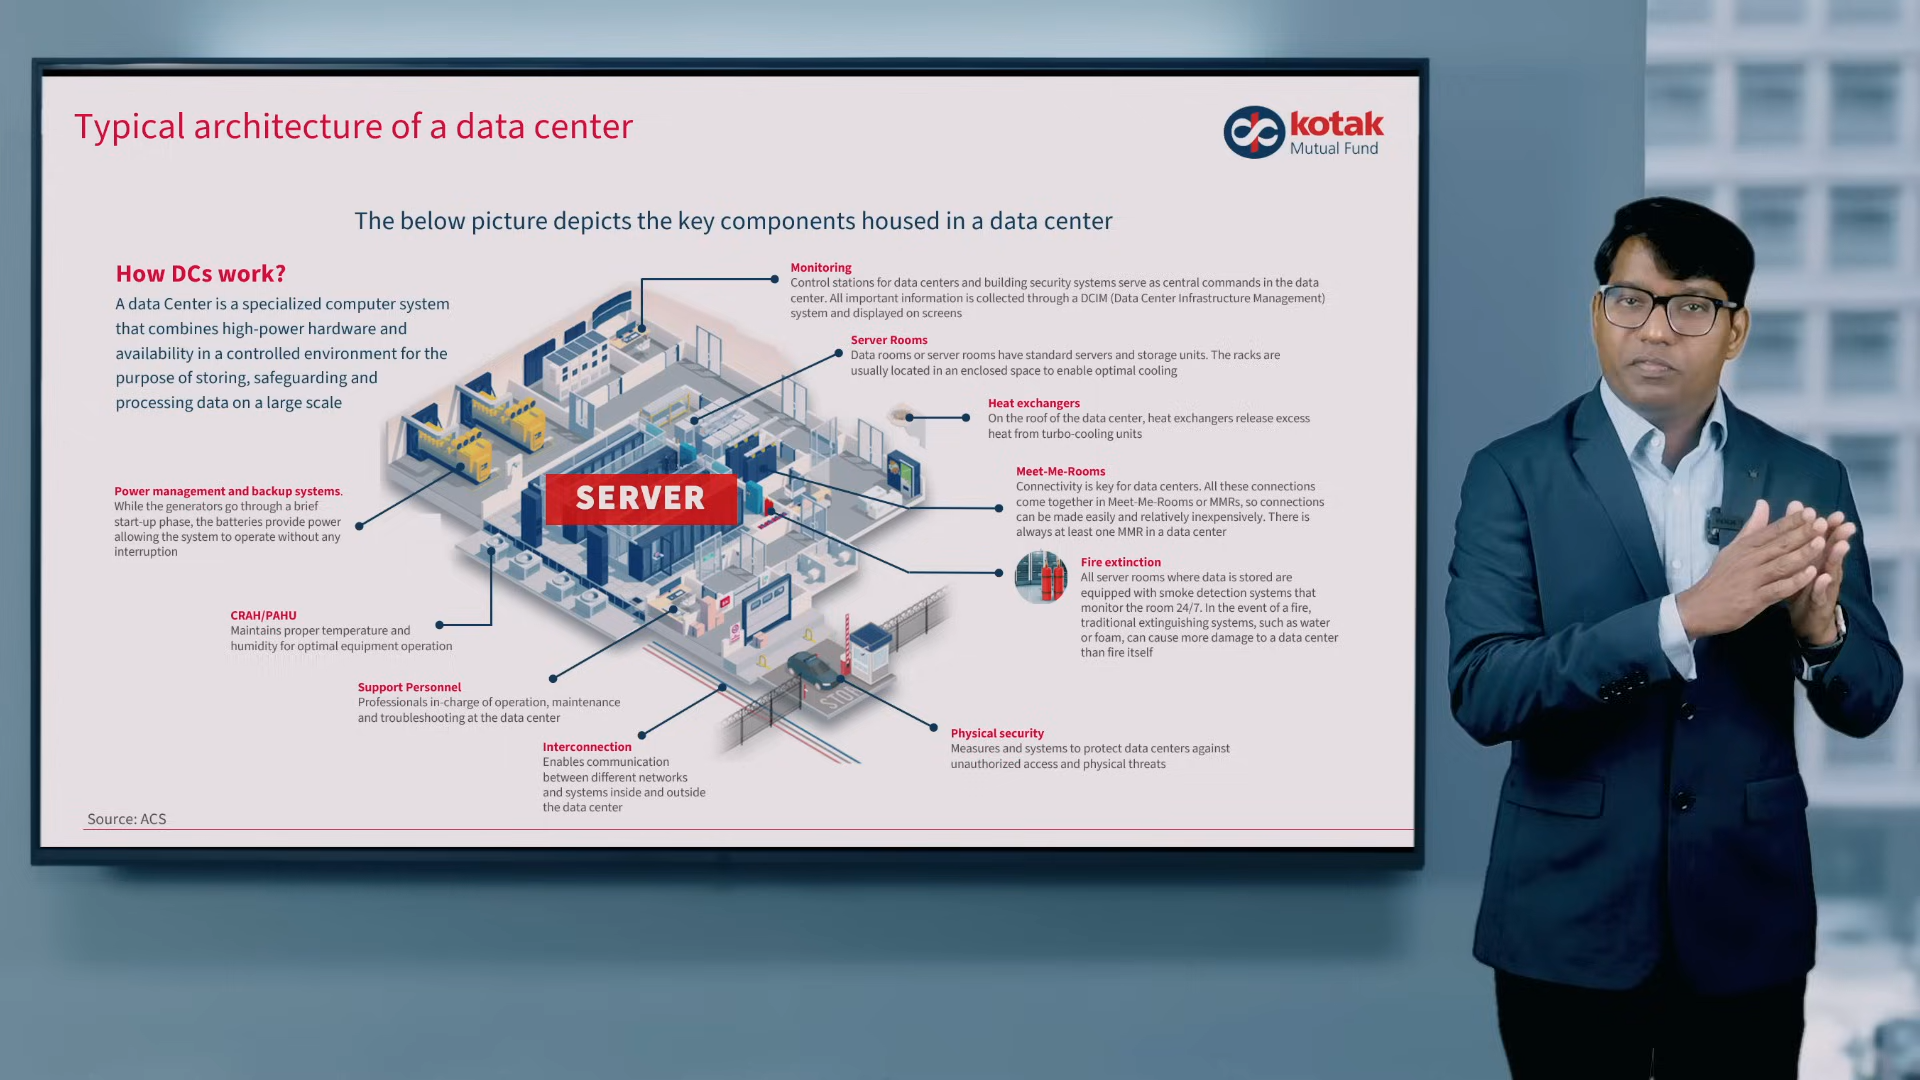 Typical architecture of a data center
kotak
Mutual Fund
The below picture depicts the key components housed in a data center
How DCs work?
A data Center is a specialized computer system
that combines high-power hardware and
availability in a controlled environment for the
purpose of storing, safeguarding and
processing data on a large scale
Monitoring
Control stations for data centers and building security systems serve as central commands in the data
center. All important information is collected through a DCIM (Data Center Infrastructure Management)
system and displayed on screens
Server Rooms
Data rooms or server rooms have standard servers and storage units. The racks are
usually located in an enclosed space to enable optimal cooling
Heat exchangers
On the roof of the data center, heat exchangers release excess
heat from turbo-cooling units
Meet-Me-Rooms
Connectivity is key for data centers. All these connections
come together in Meet-Me-Rooms or MMRs, so connections
can be made easily and relatively inexpensively. There is
always at least one MMR in a data center
SERVER
Power management and backup systems.
While the generators go through a brief
start-up phase, the batteries provide power
allowing the system to operate without any
interruption
Fire extinction
All server rooms where data is stored are
equipped with smoke detection systems that
monitor the room 24/7. In the event of a fire,
traditional extinguishing systems, such as water
or foam, can cause more damage to a data center
than fire itself
CRAH/PAHU
Maintains proper temperature and
humidity for optimal equipment operation
Support Personnel
Professionals in-charge of operation, maintenance
and troubleshooting at the data center
STOP
Interconnection
Enables communication
between different networks
and systems inside and outside
the data center
Physical security
Measures and systems to protect data centers against
unauthorized access and physical threats
Source: ACS